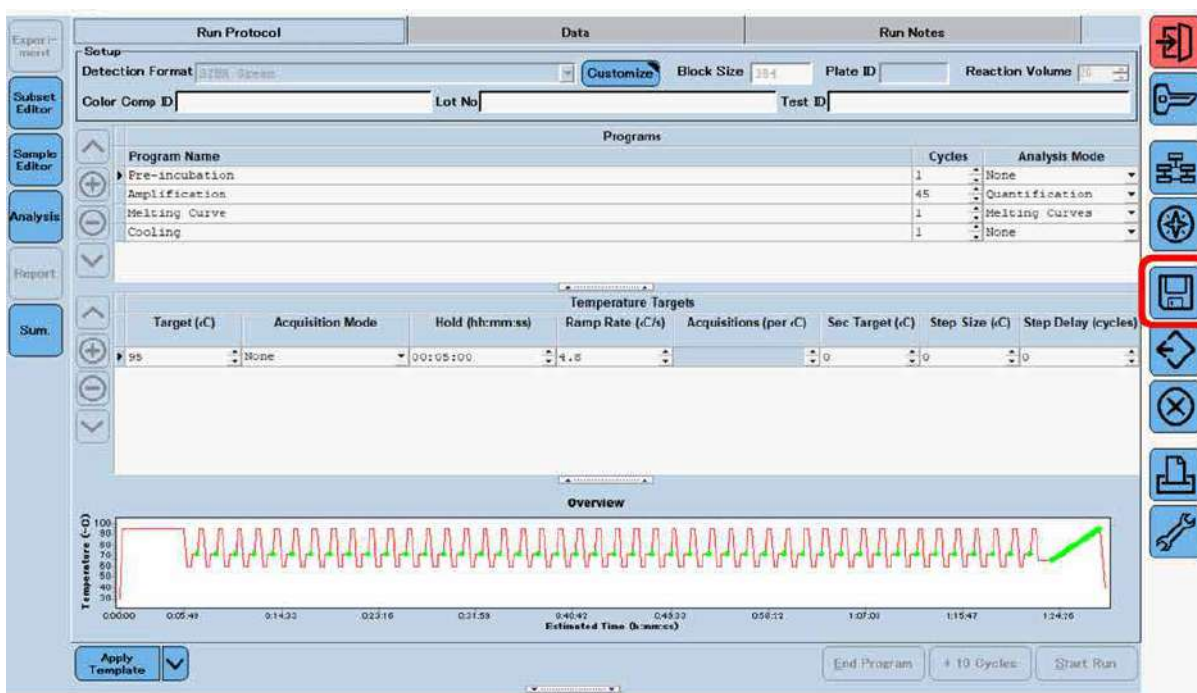 Experi-
ment
Subset
Editor
Sample
Editor
Analysis
Report
Sum.
Run Protocol Data Run Notes
Setup
Detection Format SYBR Green Customize Block Size 384 Plate ID Reaction Volume 20
Color Comp ID Lot No Test ID
Programs
Program Name Cycles Analysis Mode
Pre-incubation 1 None
Amplification 45 Quantification
Melting Curve 1 Melting Curves
Cooling 1 None
Temperature Targets
Target (°C) Acquisition Mode Hold (hh:mm:ss) Ramp Rate (°C/s) Acquisitions (per °C) Sec Target (°C) Step Size (°C) Step Delay (cycles)
95 None 00:05:00 4.8 0 0 0
Overview
Temperature (°C)
100
90
80
70
60
50
40
30
0:00:00 0:05:49 0:14:33 0:23:16 0:31:59 0:40:42 0:49:33 0:58:12 1:07:00 1:15:47 1:24:26
Estimated Time (h:mm:ss)
Apply
Template
End Program + 10 Cycles Start Run